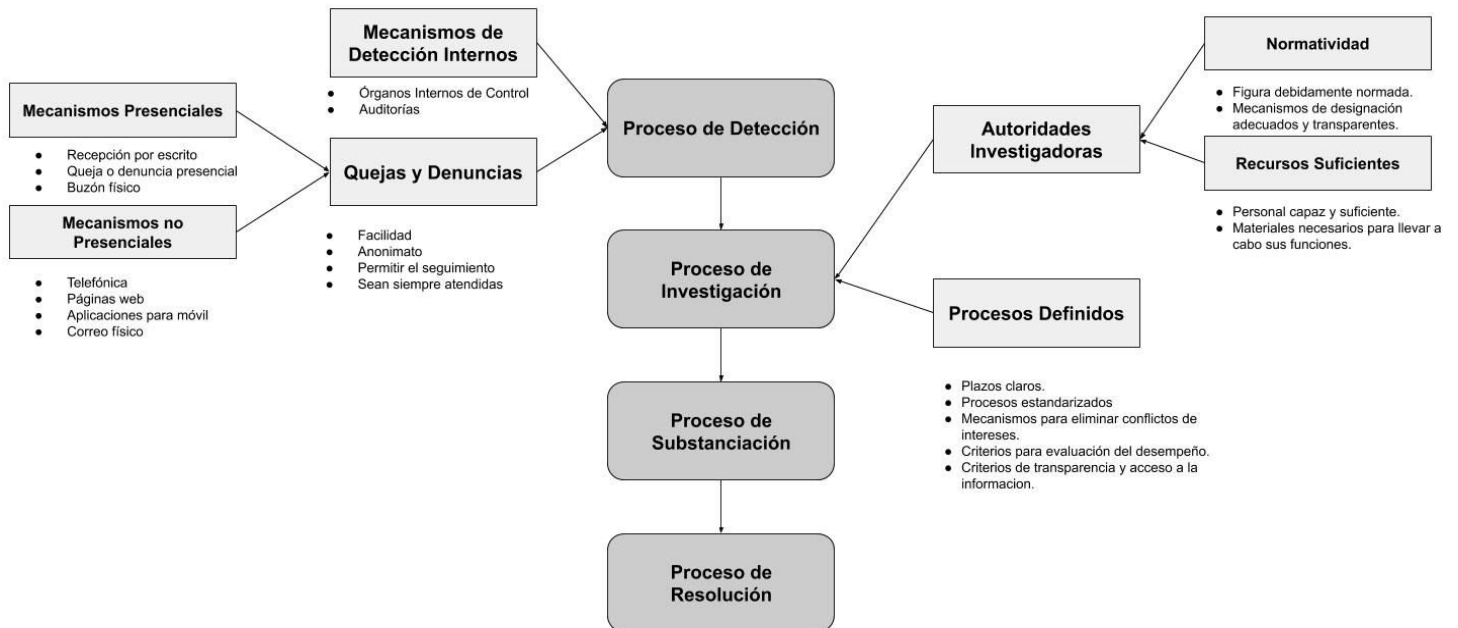 Mecanismos de
Detección Internos
● Órganos Internos de Control
● Auditorías
Mecanismos Presenciales
● Recepción por escrito
● Queja o denuncia presencial
● Buzón físico
Mecanismos no
Presenciales
● Telefónica
● Páginas web
● Aplicaciones para móvil
● Correo físico
Quejas y Denuncias
● Facilidad
● Anonimato
● Permitir el seguimiento
● Sean siempre atendidas
Proceso de Detección
Proceso de
Investigación
Proceso de
Substanciación
Proceso de
Resolución
Autoridades
Investigadoras
Normatividad
● Figura debidamente normada.
● Mecanismos de designación
adecuados y transparentes.
Recursos Suficientes
● Personal capaz y suficiente.
● Materiales necesarios para llevar a
cabo sus funciones.
Procesos Definidos
● Plazos claros.
● Procesos estandarizados
● Mecanismos para eliminar conflictos de
intereses.
● Criterios para evaluación del desempeño.
● Criterios de transparencia y acceso a la
informacion.